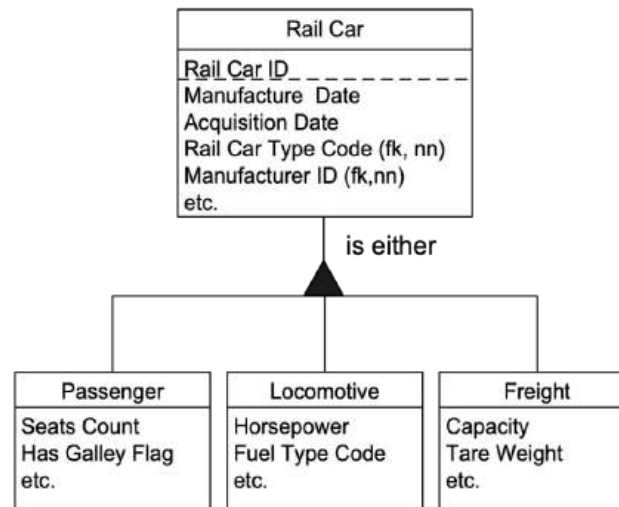 Rail Car
Rail Car ID
Manufacture Date
Acquisition Date
Rail Car Type Code (fk, nn)
Manufacturer ID (fk,nn)
etc.
is either
Passenger
Seats Count
Has Galley Flag
etc.
Locomotive
Horsepower
Fuel Type Code
etc.
Freight
Capacity
Tare Weight
etc.